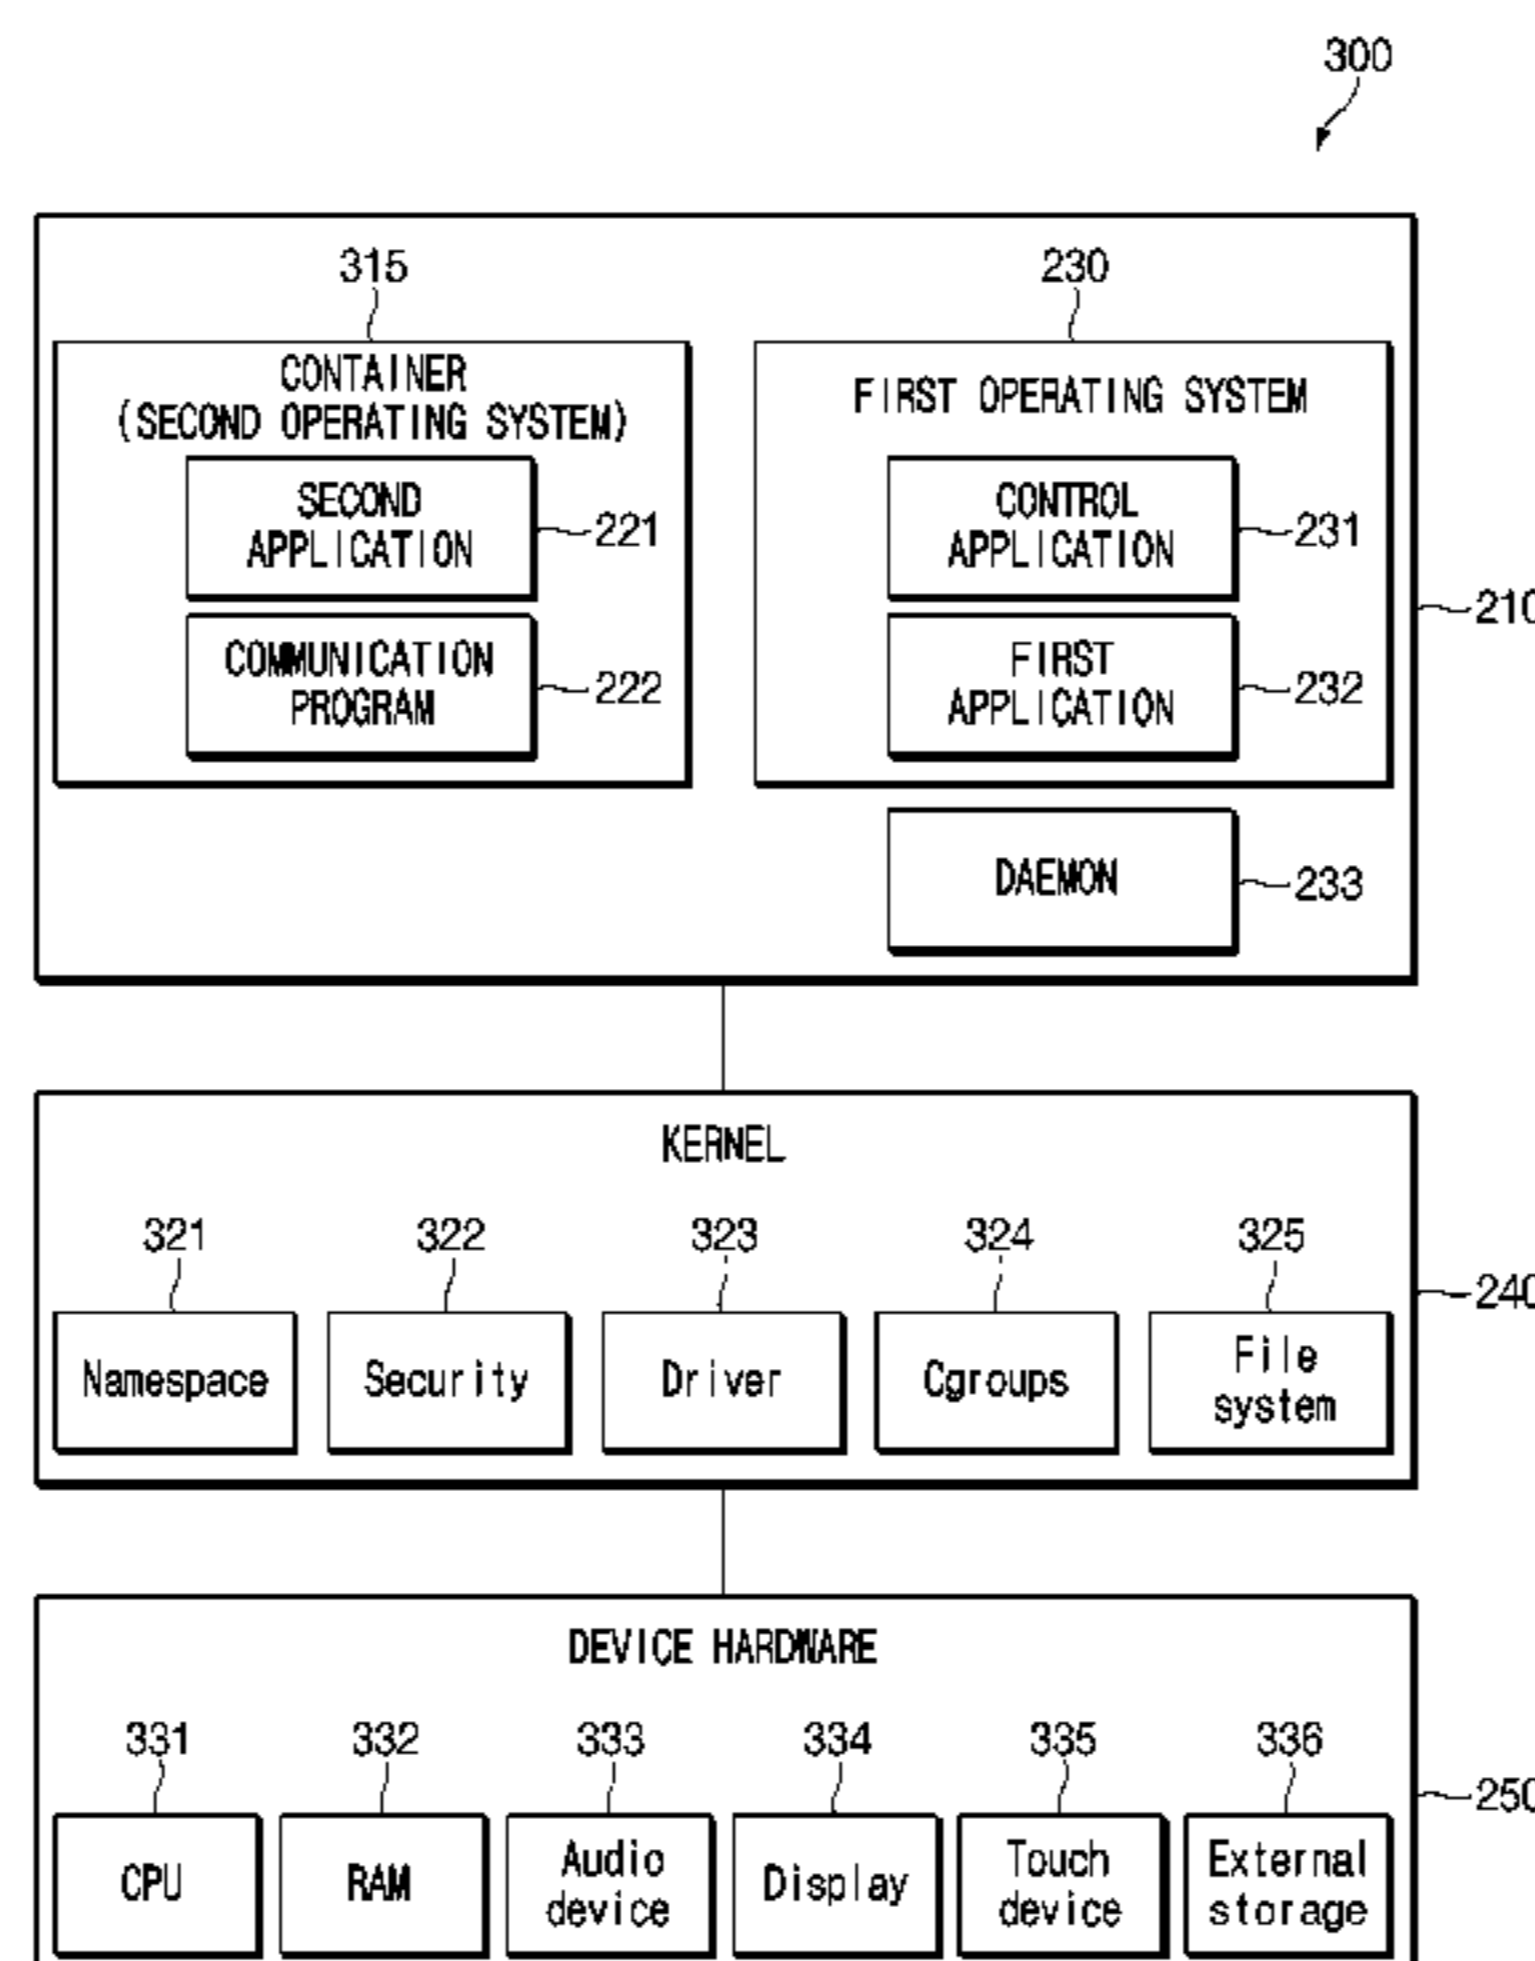 300
315
230
CONTAINER
(SECOND OPERATING SYSTEM)
FIRST OPERATING SYSTEM
SECOND
APPLICATION
221
CONTROL
APPLICATION
231
210
COMMUNICATION
PROGRAM
222
FIRST
APPLICATION
232
DAEMON
233
KERNEL
321
322
323
324
325
240
Namespace
Security
Driver
Cgroups
File
system
DEVICE HARDWARE
331
332
333
334
335
336
250
CPU
RAM
Audio
device
Display
Touch
device
External
storage